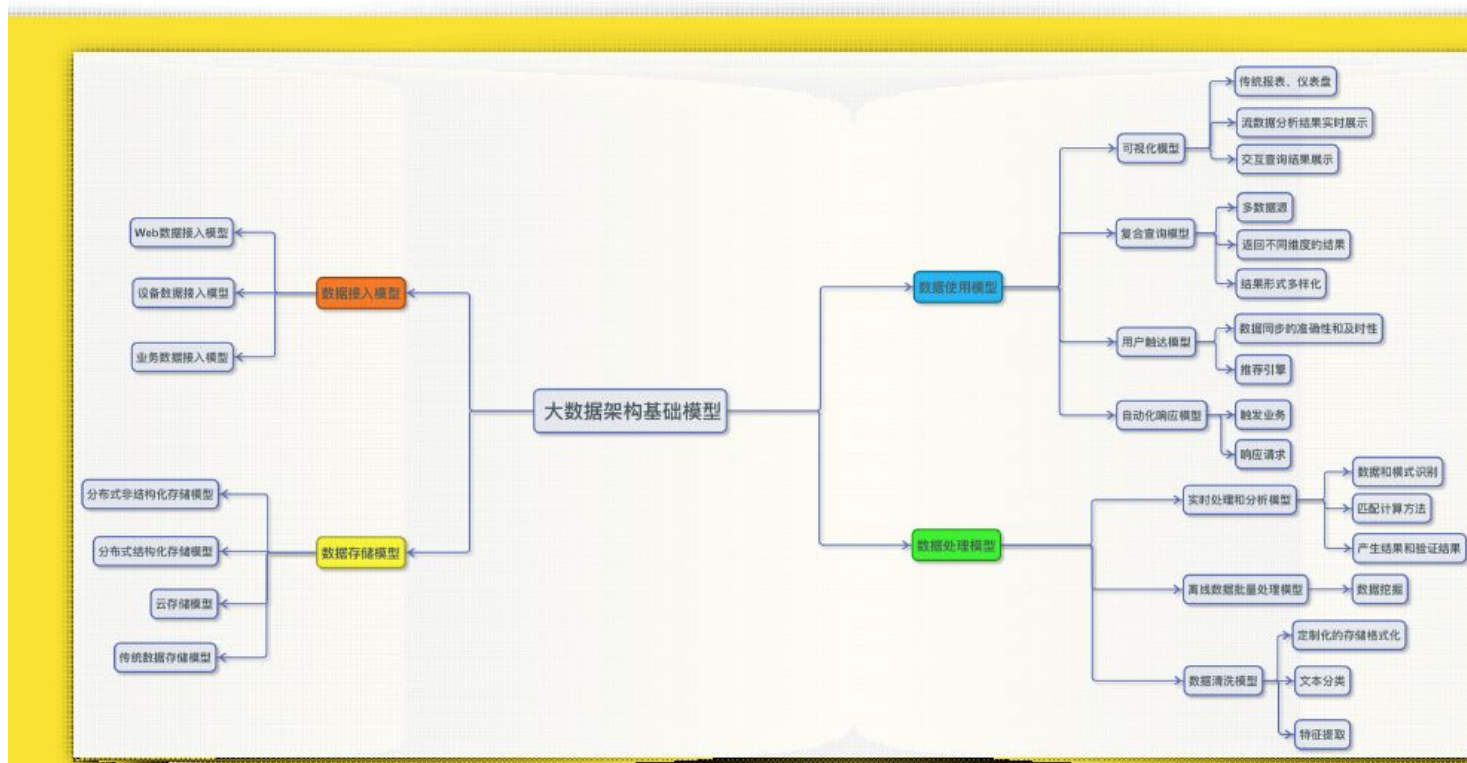 大数据架构基础模型
数据接入模型
Web数据接入模型
设备数据接入模型
业务数据接入模型
数据存储模型
分布式非结构化存储模型
分布式结构化存储模型
云存储模型
传统数据存储模型
数据使用模型
可视化模型
传统报表、仪表盘
流数据分析结果实时展示
交互查询结果展示
复合查询模型
多数据源
返回不同维度的结果
结果形式多样化
用户触达模型
数据同步的准确性和及时性
推荐引擎
自动化响应模型
触发业务
响应请求
数据处理模型
实时处理和分析模型
数据和模式识别
匹配计算方法
产生结果和验证结果
离线数据批量处理模型
数据挖掘
数据清洗模型
定制化的存储格式化
文本分类
特征提取